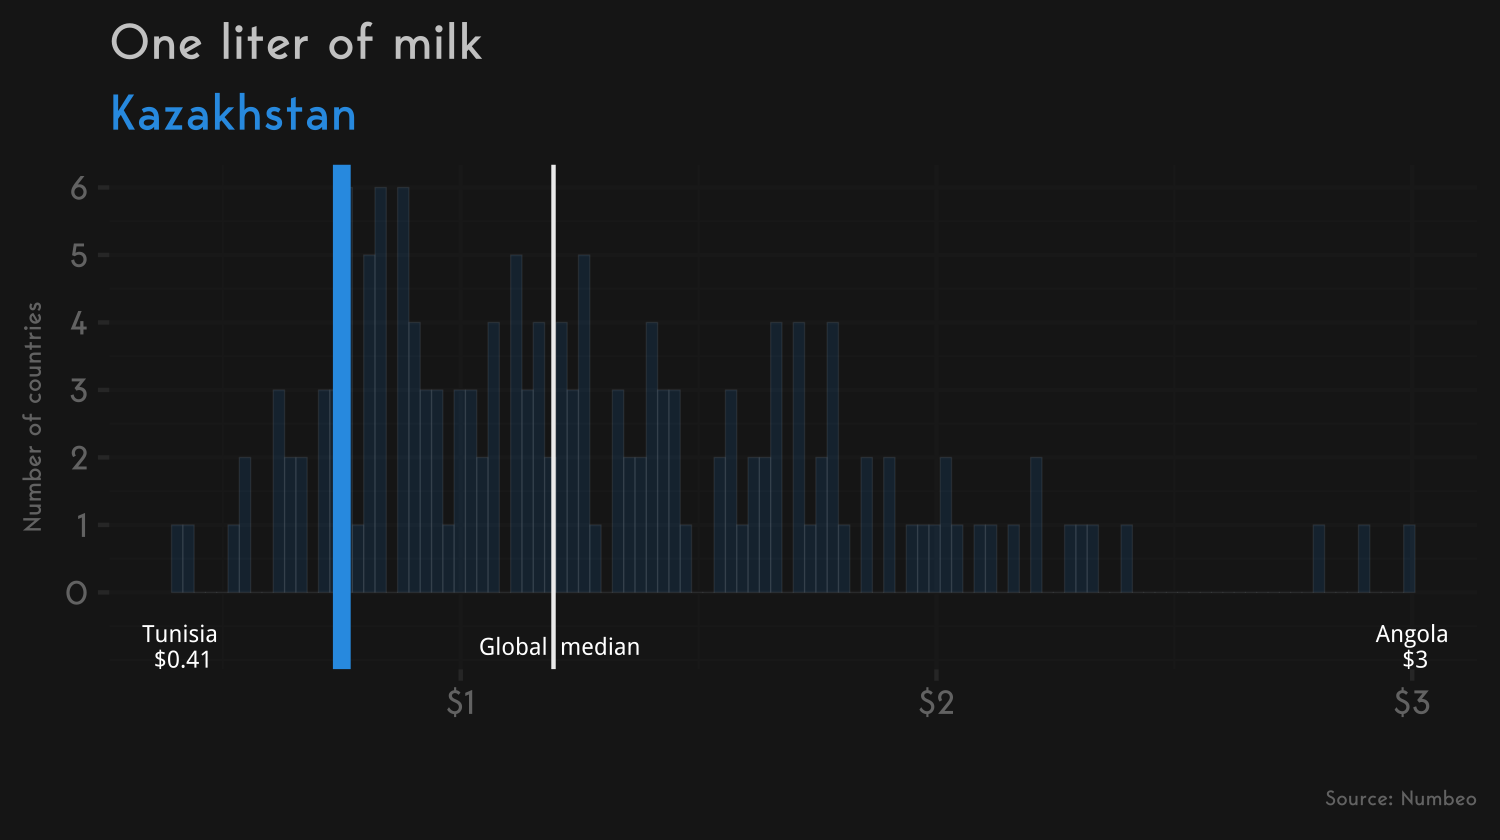 One liter of milk
Kazakhstan
Number of countries
6
5
4
3
2
1
0
Tunisia
$0.41
Global median
Angola
$3
$1
$2
$3
Source: Numbeo